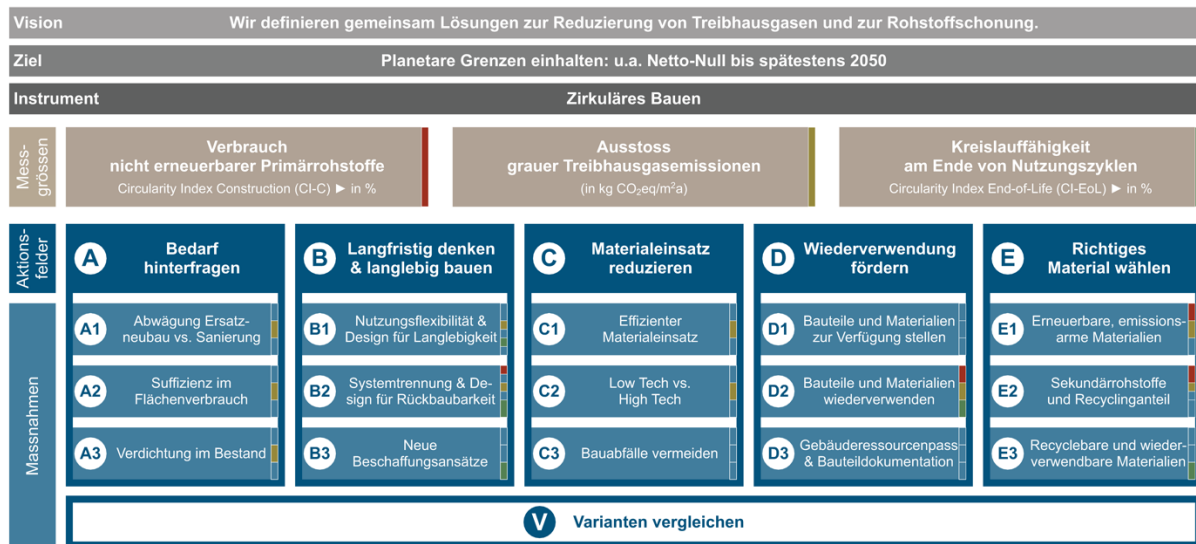 Vision
Wir definieren gemeinsam Lösungen zur Reduzierung von Treibhausgasen und zur Rohstoffschonung.
Ziel
Planetare Grenzen einhalten: u.a. Netto-Null bis spätestens 2050
Instrument
Zirkuläres Bauen
Mess-
grössen
Verbrauch
nicht erneuerbarer Primärrohstoffe
Circularity Index Construction (CI-C) ► in %
Ausstoss
grauer Treibhausgasemissionen
(in kg CO₂eq/m²a)
Kreislauffähigkeit
am Ende von Nutzungszyklen
Circularity Index End-of-Life (CI-EoL) ► in %
Aktions-
felder
A
Bedarf
hinterfragen
B
Langfristig denken
& langlebig bauen
C
Materialeinsatz
reduzieren
D
Wiederverwendung
fördern
E
Richtiges
Material wählen
Massnahmen
A1
Abwägung Ersatz-
neubau vs. Sanierung
B1
Nutzungsflexibilität &
Design für Langlebigkeit
C1
Effizienter
Materialeinsatz
D1
Bauteile und Materialien
zur Verfügung stellen
E1
Erneuerbare, emissions-
arme Materialien
A2
Suffizienz im
Flächenverbrauch
B2
Systemtrennung & De-
sign für Rückbaubarkeit
C2
Low Tech vs.
High Tech
D2
Bauteile und Materialien
wiederverwenden
E2
Sekundärrohstoffe
und Recyclinganteil
A3
Verdichtung im Bestand
B3
Neue
Beschaffungsansätze
C3
Bauabfälle vermeiden
D3
Gebäuderessourcenpass
& Bauteildokumentation
E3
Recyclebare und wieder-
verwendbare Materialien
V
Varianten vergleichen